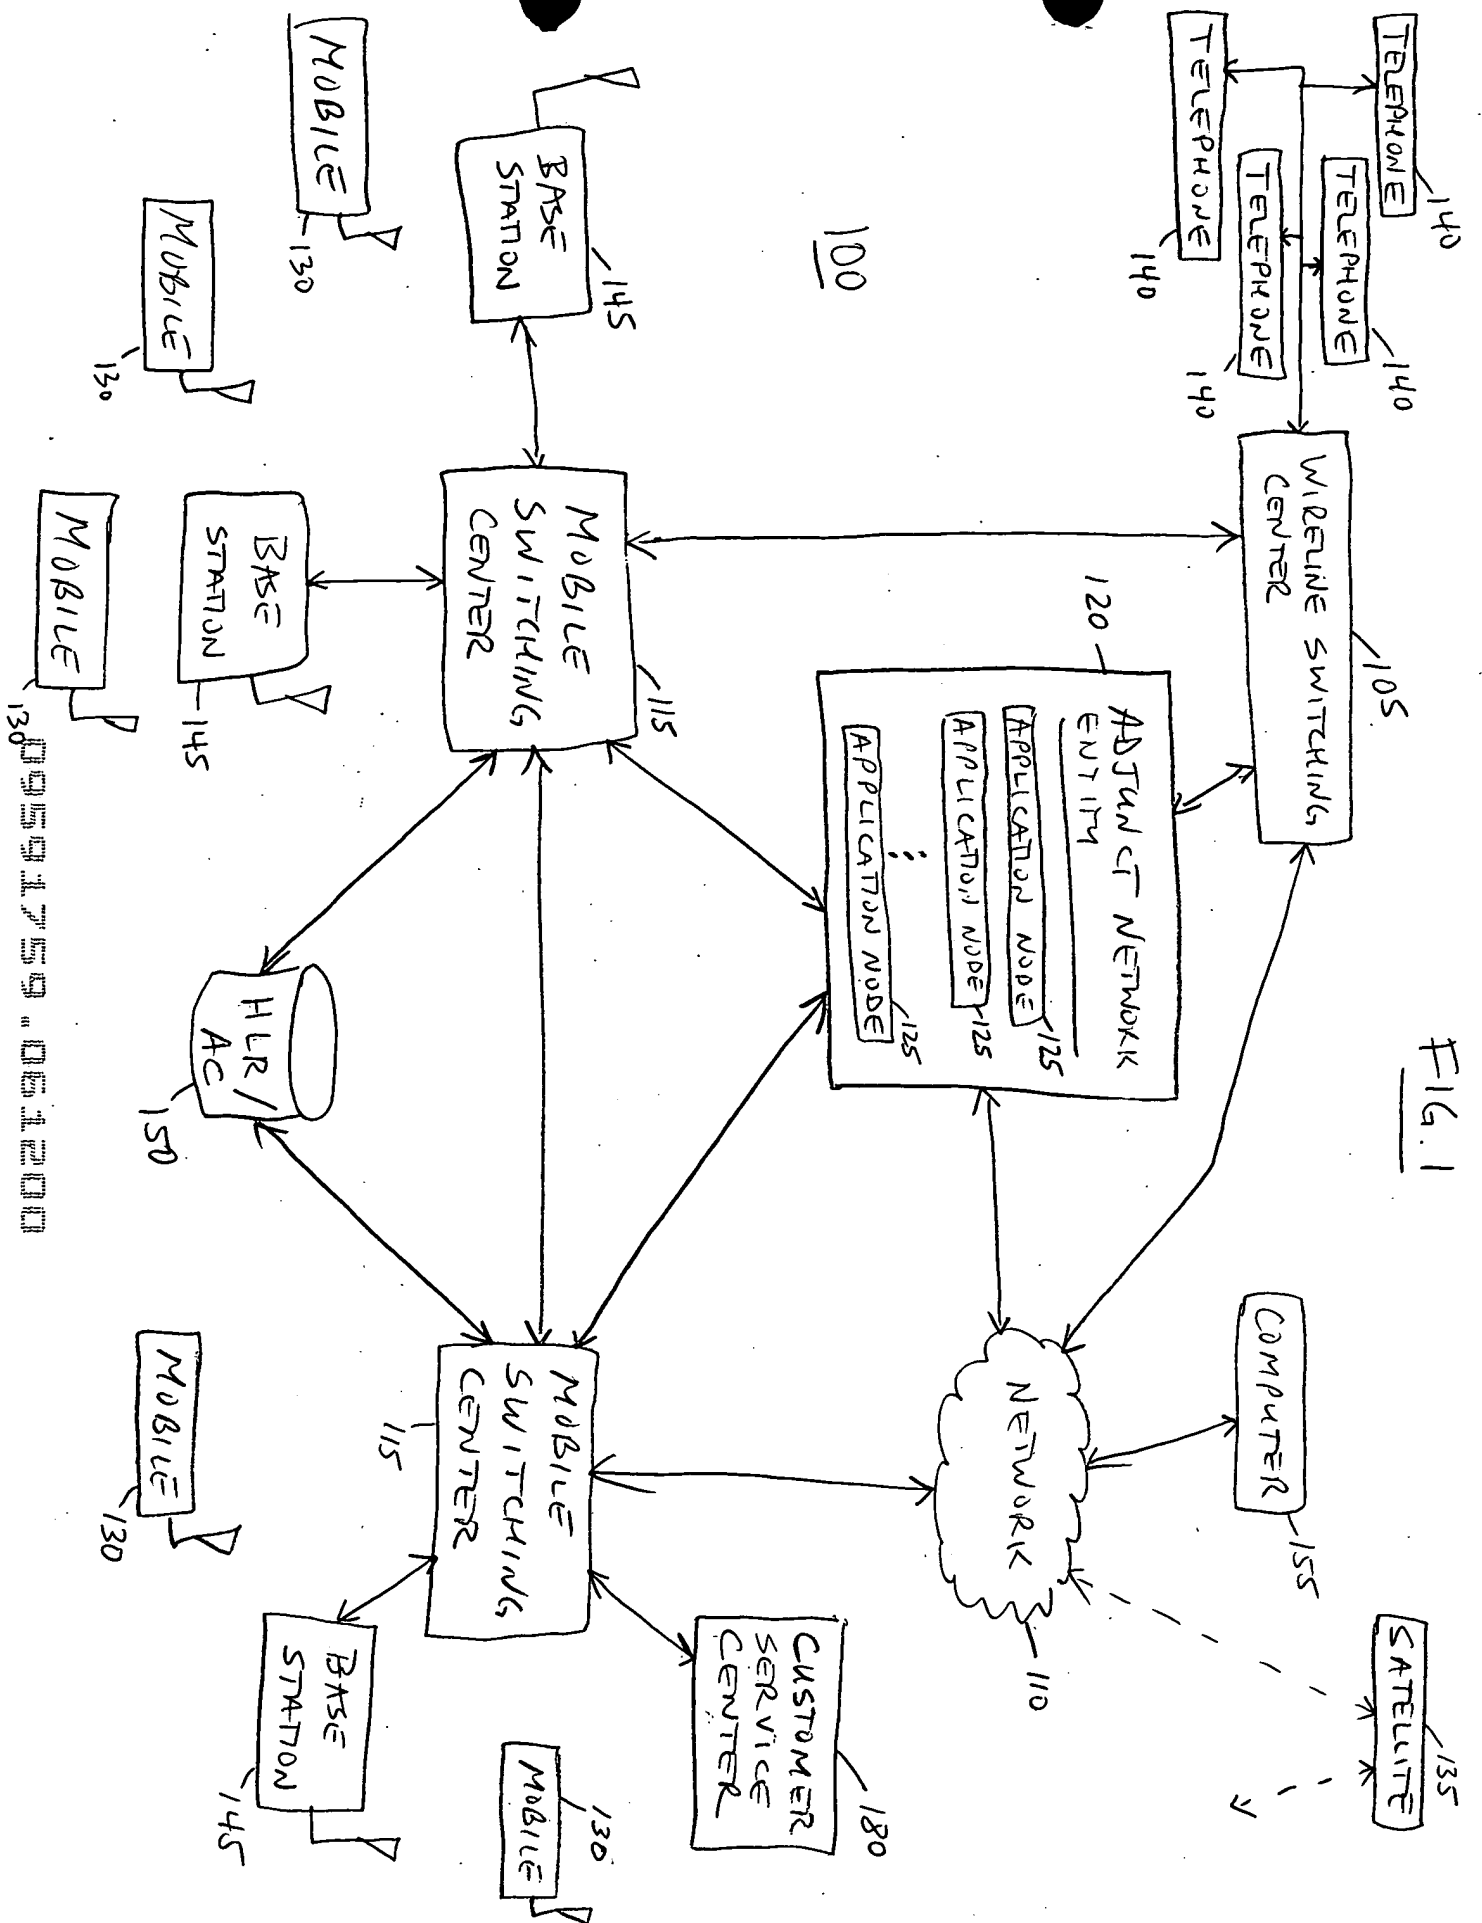 FIG. 1
TELEPHONE
140
TELEPHONE
140
TELEPHONE
140
TELEPHONE
140
WIRELINE SWITCHING
CENTER
105
COMPUTER
155
SATELLITE
135
100
120
ADJUNCT NETWORK
ENTITY
APPLICATION NODE
125
APPLICATION NODE
125
APPLICATION NODE
125
NETWORK
110
CUSTOMER
SERVICE
CENTER
180
BASE
STATION
145
MOBILE
SWITCHING
CENTER
115
MOBILE
SWITCHING
CENTER
115
MOBILE
130
MOBILE
130
MOBILE
130
BASE
STATION
145
HLR/
AC
150
MOBILE
130
BASE
STATION
145
MOBILE
130
09591759.061200